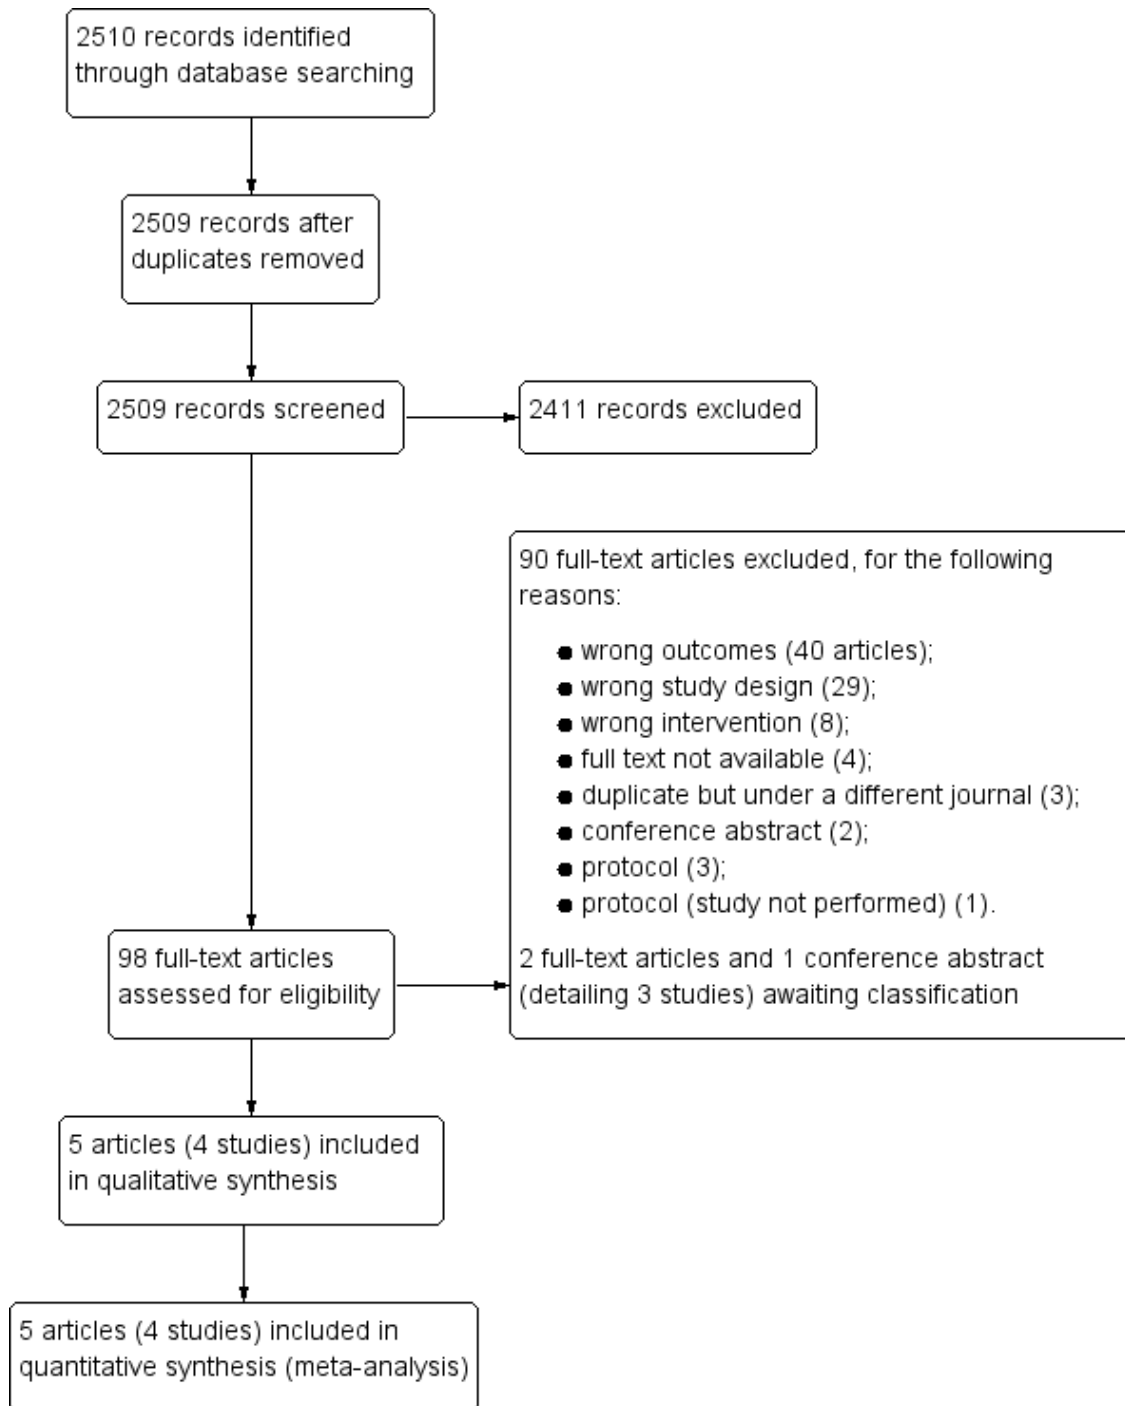 2510 records identified
through database searching
2509 records after
duplicates removed
2509 records screened
2411 records excluded
90 full-text articles excluded, for the following
reasons:
● wrong outcomes (40 articles);
● wrong study design (29);
● wrong intervention (8);
● full text not available (4);
● duplicate but under a different journal (3);
● conference abstract (2);
● protocol (3);
● protocol (study not performed) (1).
2 full-text articles and 1 conference abstract
(detailing 3 studies) awaiting classification
98 full-text articles
assessed for eligibility
5 articles (4 studies) included
in qualitative synthesis
5 articles (4 studies) included in
quantitative synthesis (meta-analysis)